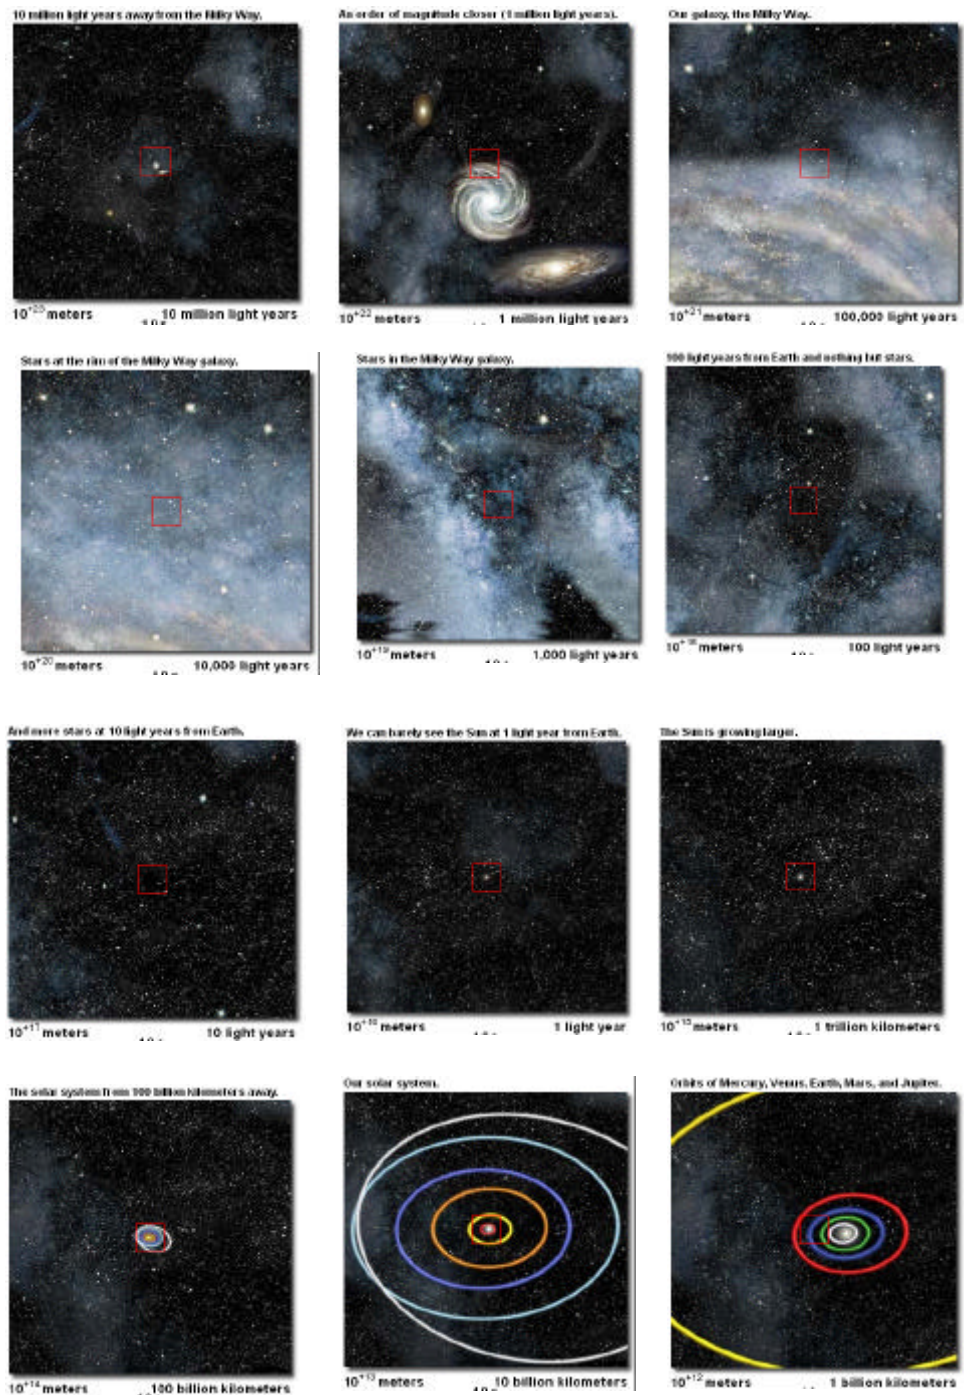 10 million light years away from the Milky Way.
An order of magnitude closer (1 million light years).
Our galaxy, the Milky Way.
10+23 meters 10 million light years
10+22 meters 1 million light years
10+21 meters 100,000 light years
Stars at the rim of the Milky Way galaxy.
Stars in the Milky Way galaxy.
100 light years from Earth and nothing but stars.
10+20 meters 10,000 light years
10+19 meters 1,000 light years
10+18 meters 100 light years
And more stars at 10 light years from Earth.
We can barely see the Sun at 1 light year from Earth.
The Sun is growing larger.
10+17 meters 10 light years
10+16 meters 1 light year
10+15 meters 1 trillion kilometers
The solar system from 100 billion kilometers away.
Our solar system.
Orbits of Mercury, Venus, Earth, Mars, and Jupiter.
10+14 meters 100 billion kilometers
10+13 meters 10 billion kilometers
10+12 meters 1 billion kilometers